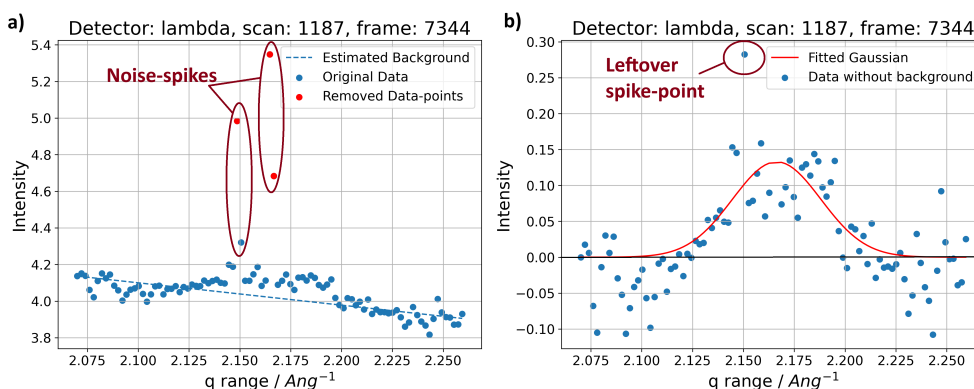 a)
Detector: lambda, scan: 1187, frame: 7344
5.4
5.2
5.0
4.8
4.6
4.4
4.2
4.0
3.8
Intensity
Noise-spikes
Estimated Background
Original Data
Removed Data-points
2.075 2.100 2.125 2.150 2.175 2.200 2.225 2.250
q range / Ang⁻¹
b)
Detector: lambda, scan: 1187, frame: 7344
0.30
0.25
0.20
0.15
0.10
0.05
0.00
−0.05
−0.10
Intensity
Leftover
spike-point
Fitted Gaussian
Data without background
2.075 2.100 2.125 2.150 2.175 2.200 2.225 2.250
q range / Ang⁻¹